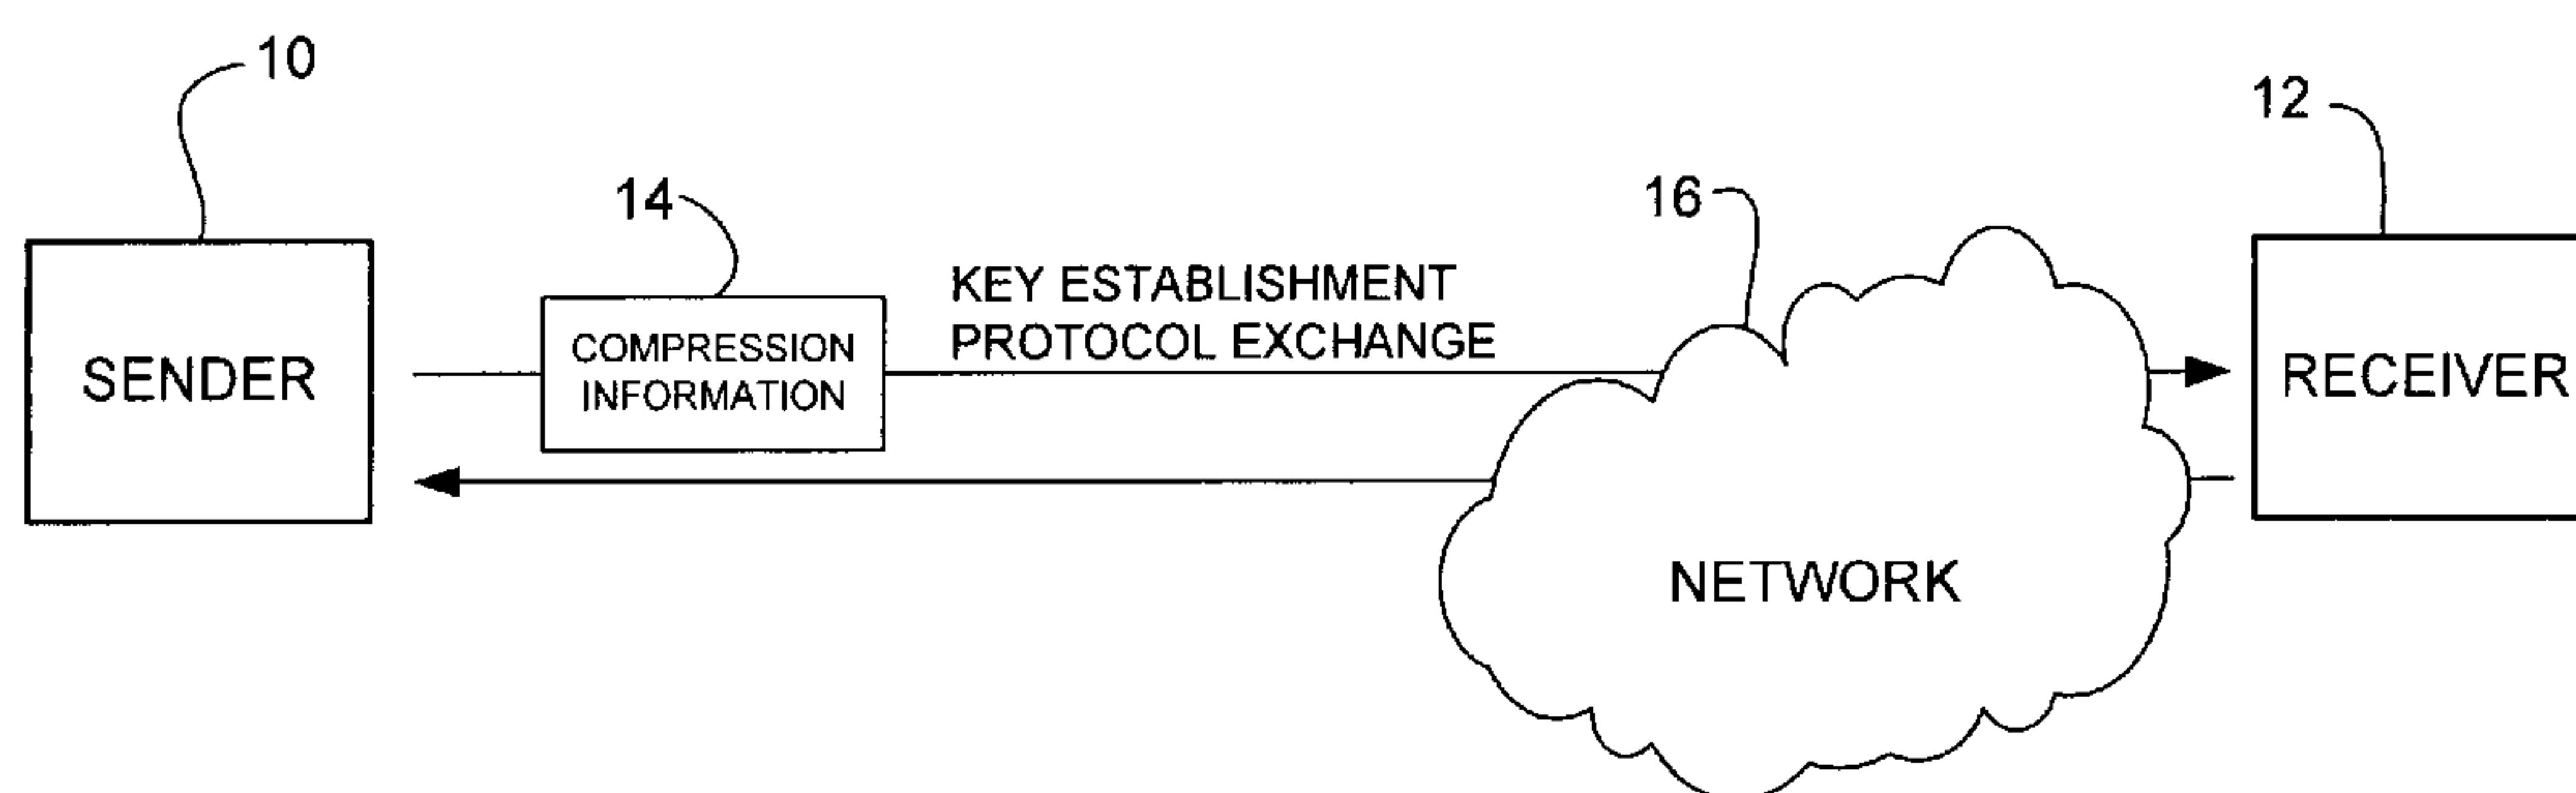 10
12
14
16
KEY ESTABLISHMENT
PROTOCOL EXCHANGE
SENDER
COMPRESSION
INFORMATION
RECEIVER
NETWORK